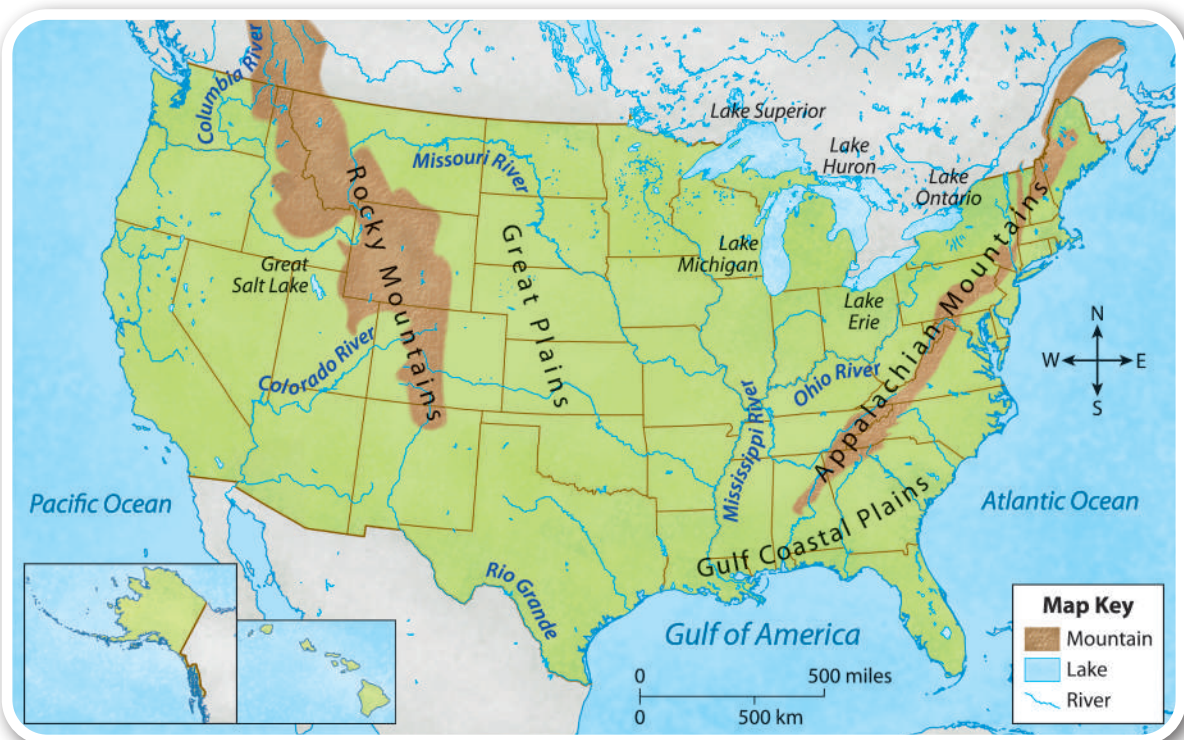 Columbia River
Missouri River
Rocky Mountains
Great Plains
Lake Superior
Lake
Huron
Lake
Ontario
Lake
Michigan
Lake
Erie
Great
Salt Lake
Colorado River
Mississippi River
Ohio River
Appalachian Mountains
Gulf Coastal Plains
Rio Grande
Pacific Ocean
Atlantic Ocean
Gulf of America
N
W
E
S
0
500 miles
0
500 km
Map Key
Mountain
Lake
River